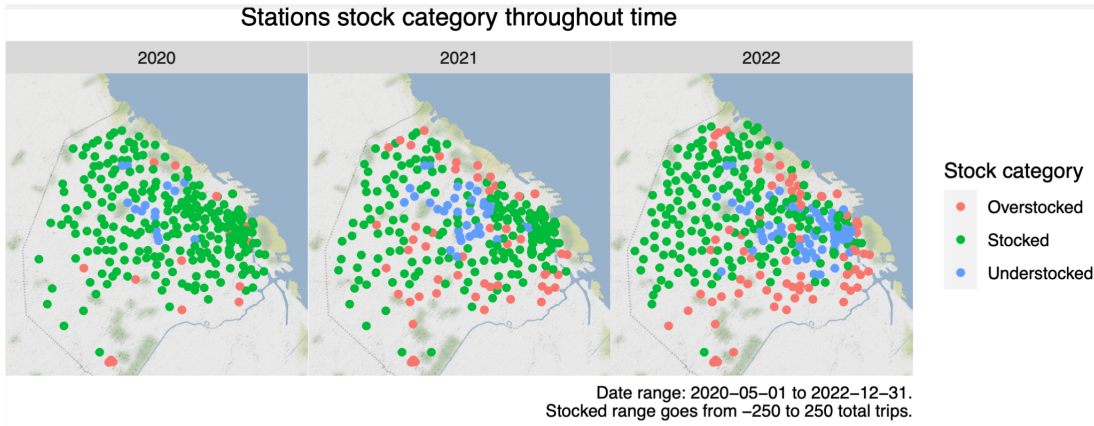 Stations stock category throughout time
2020
2021
2022
Stock category
Overstocked
Stocked
Understocked
Date range: 2020−05−01 to 2022−12−31.
Stocked range goes from −250 to 250 total trips.